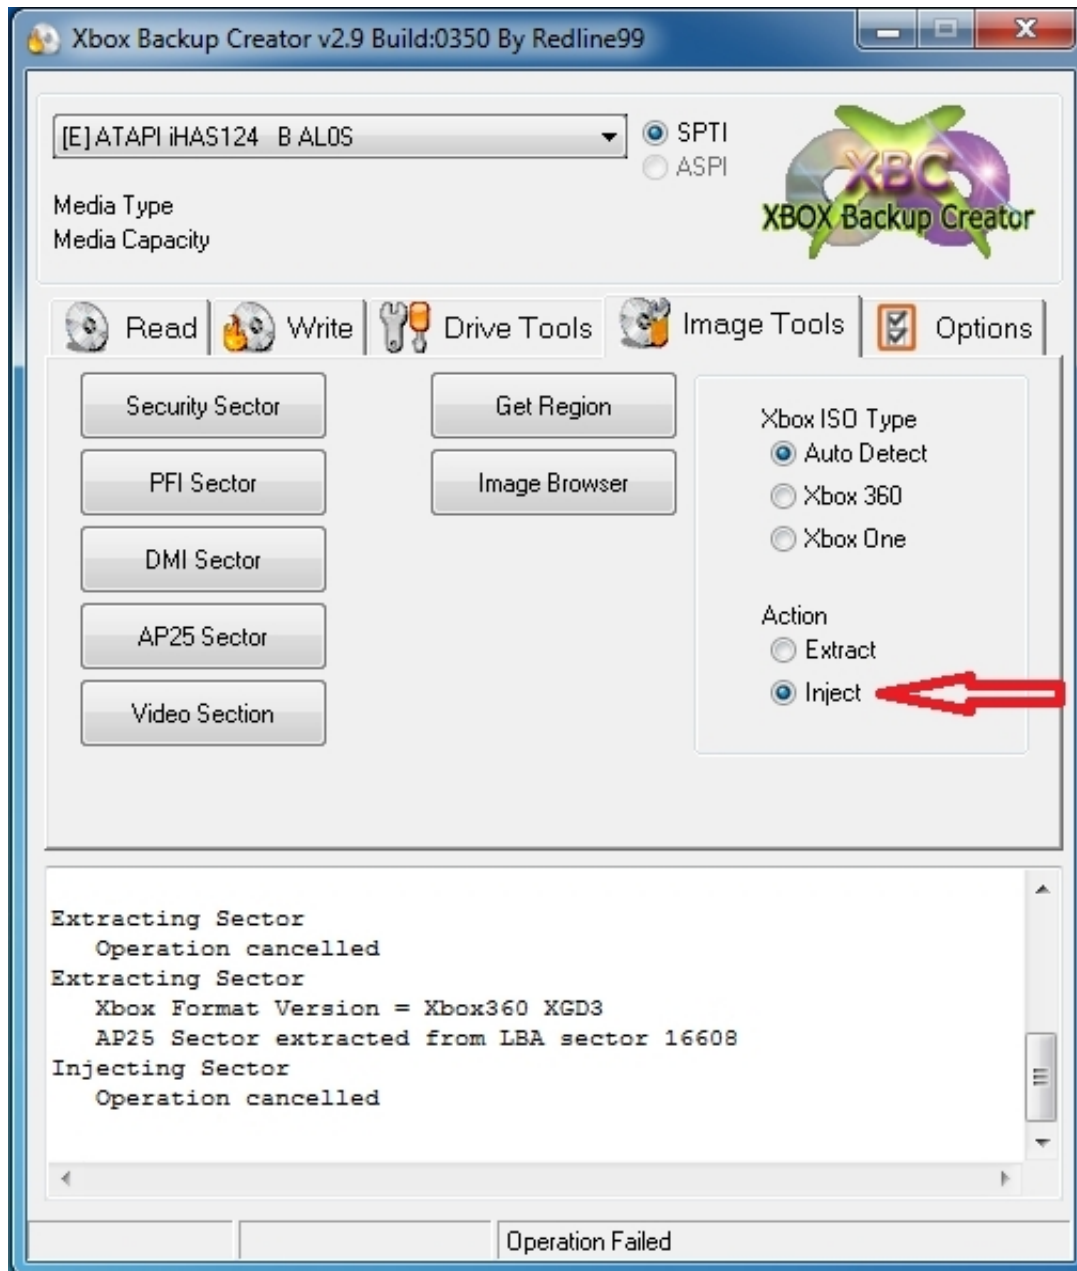 Xbox Backup Creator v2.9 Build:0350 By Redline99
[E] ATAPI iHAS124 B AL0S
SPTI
ASPI
XBC
XBOX Backup Creator
Media Type
Media Capacity
Read
Write
Drive Tools
Image Tools
Options
Security Sector
Get Region
Xbox ISO Type
Auto Detect
PFI Sector
Image Browser
Xbox 360
Xbox One
DMI Sector
Action
AP25 Sector
Extract
Inject
Video Section
Extracting Sector
Operation cancelled
Extracting Sector
Xbox Format Version = Xbox360 XGD3
AP25 Sector extracted from LBA sector 16608
Injecting Sector
Operation cancelled
Operation Failed